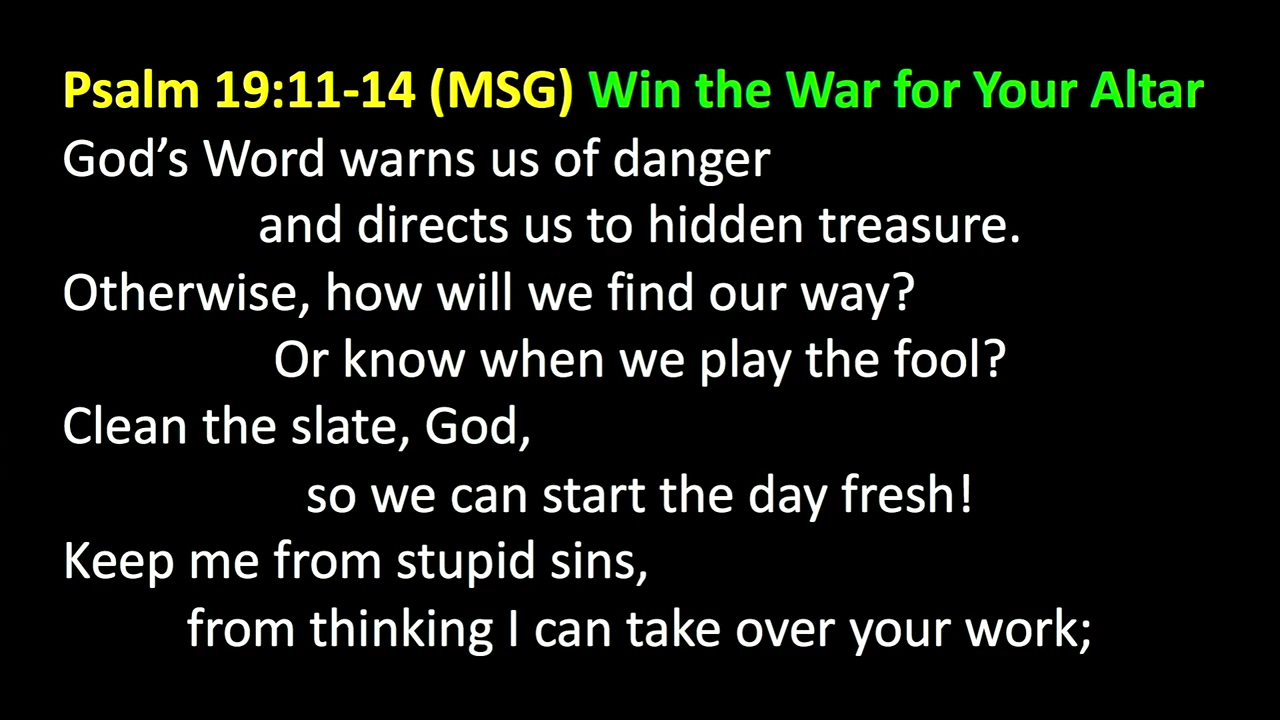 Psalm 19:11-14 (MSG) Win the War for Your Altar
God’s Word warns us of danger
and directs us to hidden treasure.
Otherwise, how will we find our way?
Or know when we play the fool?
Clean the slate, God,
so we can start the day fresh!
Keep me from stupid sins,
from thinking I can take over your work;